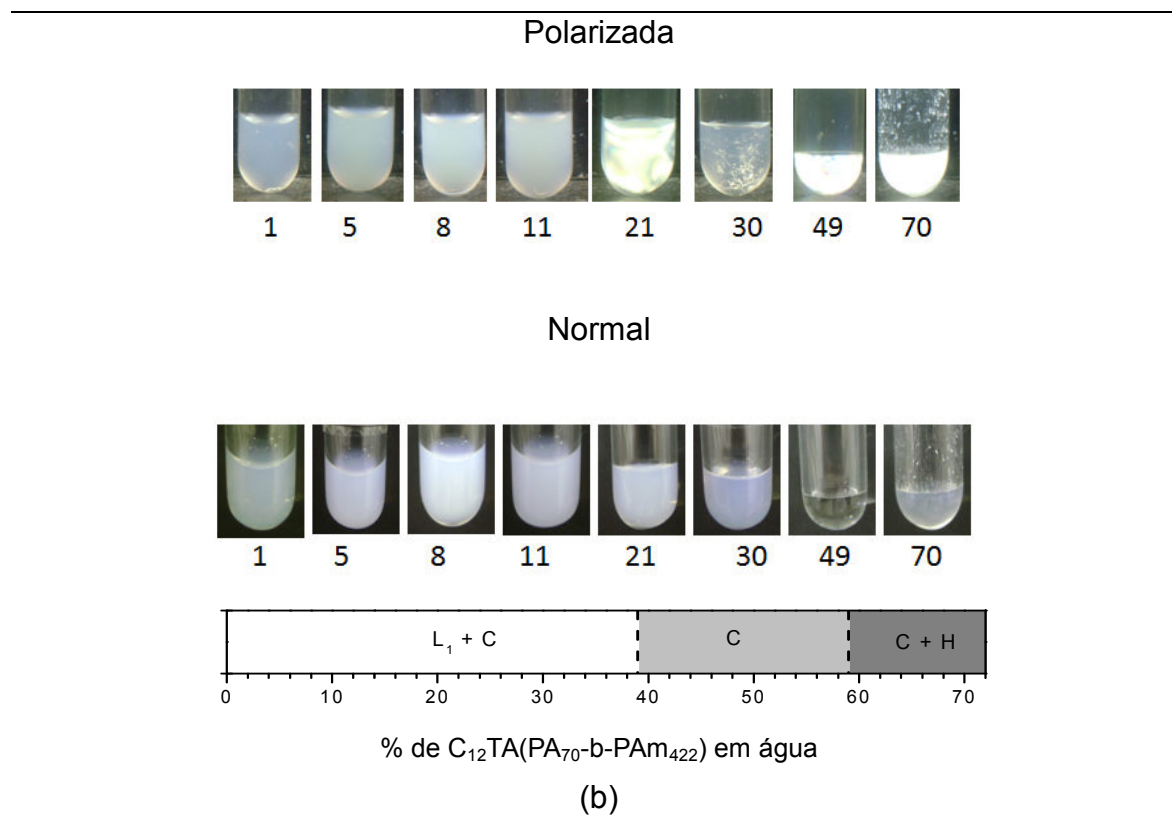 Polarizada
1 5 8 11 21 30 49 70
Normal
1 5 8 11 21 30 49 70
L₁ + C C C + H
0 10 20 30 40 50 60 70
% de C₁₂TA(PA₇₀-b-PAm₄₂₂) em água
(b)